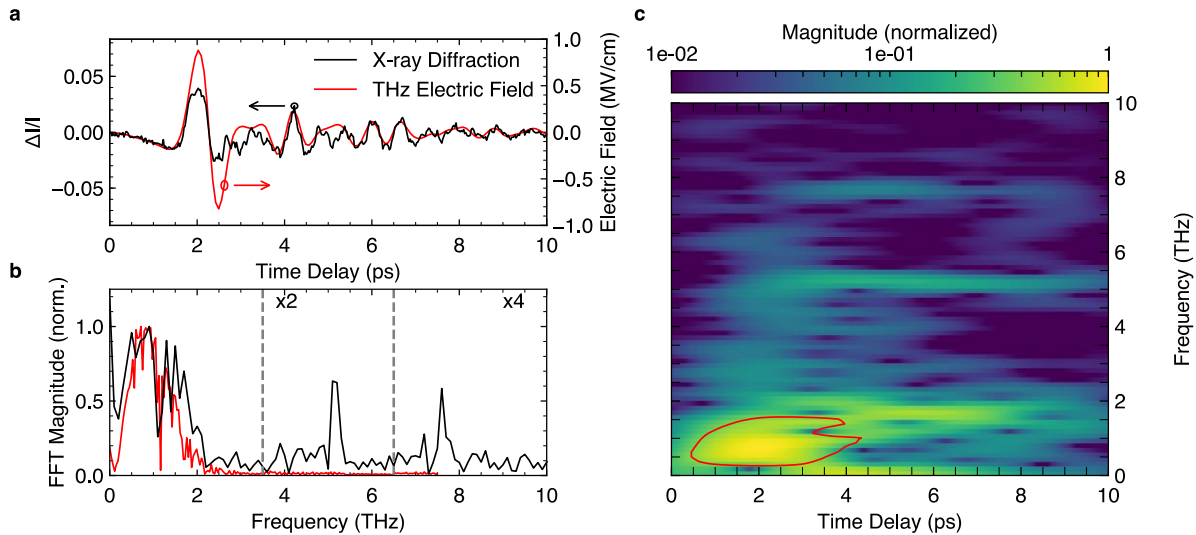 a
ΔI/I
0.05
0.00
−0.05
X-ray Diffraction
THz Electric Field
1.0
0.5
0.0
−0.5
−1.0
Electric Field (MV/cm)
0 2 4 6 8 10
Time Delay (ps)
b
FFT Magnitude (norm.)
1.0
0.5
0.0
x2
x4
0 2 4 6 8 10
Frequency (THz)
c
Magnitude (normalized)
1e-02 1e-01 1
10
8
6
4
2
0
Frequency (THz)
0 2 4 6 8 10
Time Delay (ps)